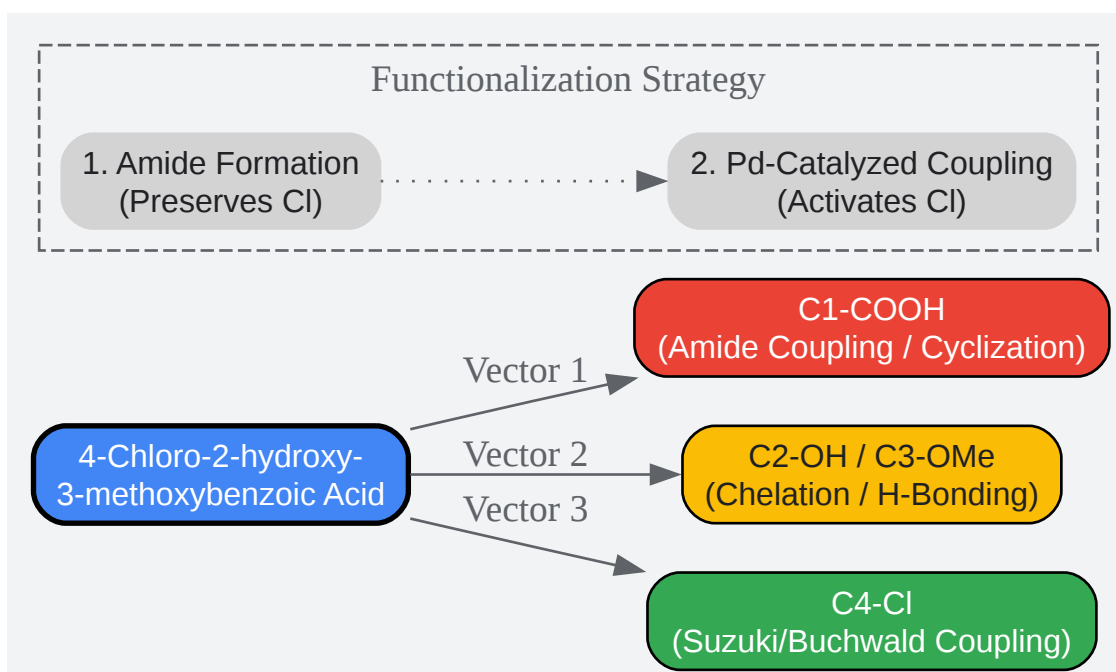 Functionalization Strategy
1. Amide Formation
(Preserves Cl)
2. Pd-Catalyzed Coupling
(Activates Cl)
C1-COOH
(Amide Coupling / Cyclization)
Vector 1
4-Chloro-2-hydroxy-
3-methoxybenzoic Acid
Vector 2
C2-OH / C3-OMe
(Chelation / H-Bonding)
Vector 3
C4-Cl
(Suzuki/Buchwald Coupling)